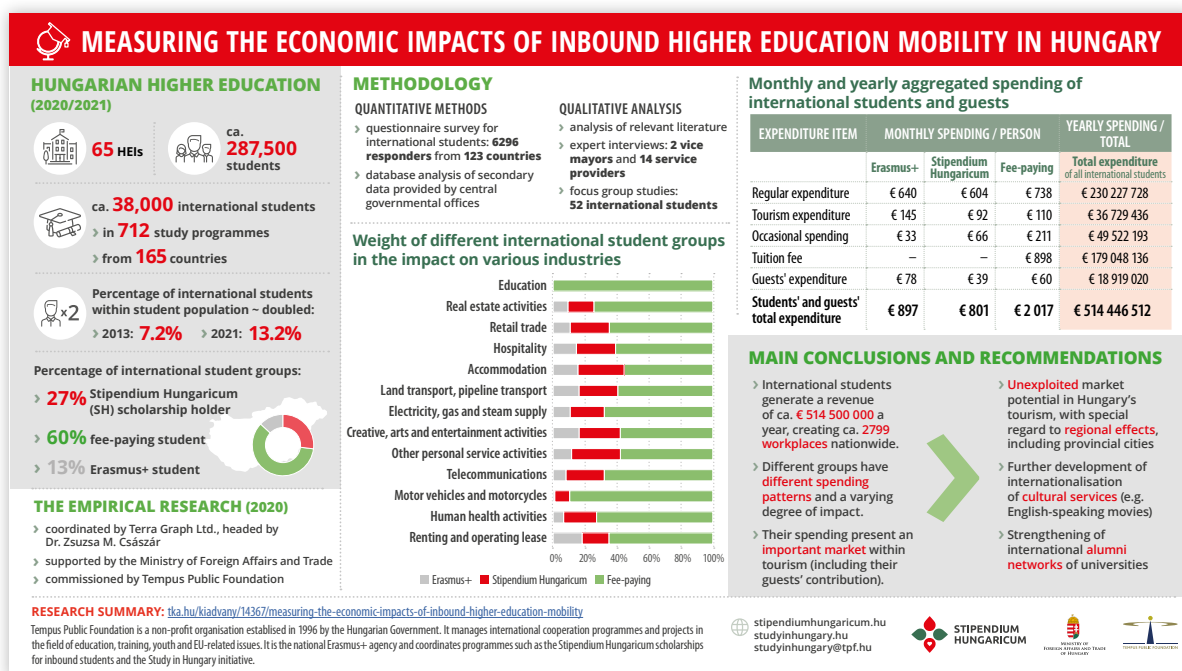 MEASURING THE ECONOMIC IMPACTS OF INBOUND HIGHER EDUCATION MOBILITY IN HUNGARY
HUNGARIAN HIGHER EDUCATION
(2020/2021)
65 HEIs
ca.
287,500
students
ca. 38,000 international students
› in 712 study programmes
› from 165 countries
×2
Percentage of international students
within student population ~ doubled:
› 2013: 7.2% › 2021: 13.2%
Percentage of international student groups:
› 27% Stipendium Hungaricum
(SH) scholarship holder
› 60% fee-paying student
› 13% Erasmus+ student
THE EMPIRICAL RESEARCH (2020)
› coordinated by Terra Graph Ltd., headed by
Dr. Zsuzsa M. Császár
› supported by the Ministry of Foreign Affairs and Trade
› commissioned by Tempus Public Foundation
METHODOLOGY
QUANTITATIVE METHODS
› questionnaire survey for
international students: 6296
responders from 123 countries
› database analysis of secondary
data provided by central
governmental offices
QUALITATIVE ANALYSIS
› analysis of relevant literature
› expert interviews: 2 vice
mayors and 14 service
providers
› focus group studies:
52 international students
Weight of different international student groups
in the impact on various industries
Education
Real estate activities
Retail trade
Hospitality
Accommodation
Land transport, pipeline transport
Electricity, gas and steam supply
Creative, arts and entertainment activities
Other personal service activities
Telecommunications
Motor vehicles and motorcycles
Human health activities
Renting and operating lease
0% 20% 40% 60% 80% 100%
Erasmus+ Stipendium Hungaricum Fee-paying
Monthly and yearly aggregated spending of
international students and guests
EXPENDITURE ITEM MONTHLY SPENDING / PERSON YEARLY SPENDING /
TOTAL
Erasmus+ Stipendium
Hungaricum Fee-paying Total expenditure
of all international students
Regular expenditure € 640 € 604 € 738 € 230 227 728
Tourism expenditure € 145 € 92 € 110 € 36 729 436
Occasional spending € 33 € 66 € 211 € 49 522 193
Tuition fee – – € 898 € 179 048 136
Guests' expenditure € 78 € 39 € 60 € 18 919 020
Students' and guests'
total expenditure € 897 € 801 € 2 017 € 514 446 512
MAIN CONCLUSIONS AND RECOMMENDATIONS
› International students
generate a revenue
of ca. € 514 500 000 a
year, creating ca. 2799
workplaces nationwide.
› Different groups have
different spending
patterns and a varying
degree of impact.
› Their spending present an
important market within
tourism (including their
guests' contribution).
› Unexploited market
potential in Hungary's
tourism, with special
regard to regional effects,
including provincial cities
› Further development of
internationalisation
of cultural services (e.g.
English-speaking movies)
› Strengthening of
international alumni
networks of universities
RESEARCH SUMMARY: tka.hu/kiadvany/14367/measuring-the-economic-impacts-of-inbound-higher-education-mobility
Tempus Public Foundation is a non-profit organisation establised in 1996 by the Hungarian Government. It manages international cooperation programmes and projects in
the field of education, training, youth and EU-related issues. It is the national Erasmus+ agency and coordinates programmes such as the Stipendium Hungaricum scholarships
for inbound students and the Study in Hungary initiative.
stipendiumhungaricum.hu
studyinhungary.hu
studyinhungary@tpf.hu
STIPENDIUM
HUNGARICUM
MINISTRY OF
FOREIGN AFFAIRS AND TRADE
OF HUNGARY
TEMPUS PUBLIC FOUNDATION